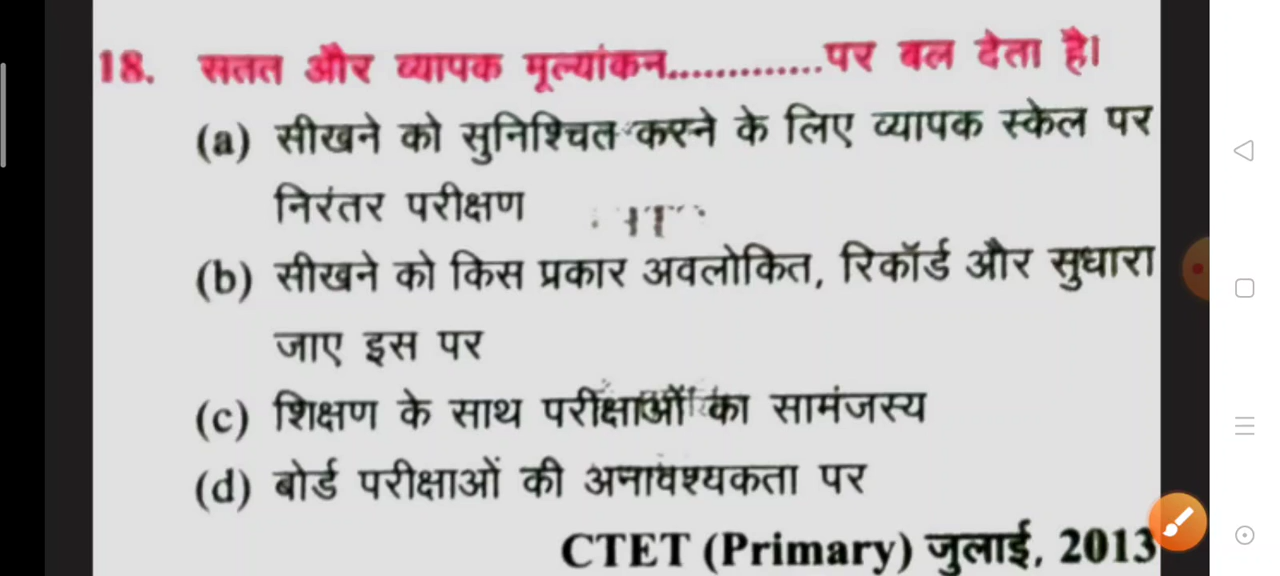 18. सतत और व्यापक मूल्यांकन.............पर बल देता है।
(a) सीखने को सुनिश्चित करने के लिए व्यापक स्केल पर
निरंतर परीक्षण
(b) सीखने को किस प्रकार अवलोकित, रिकॉर्ड और सुधारा
जाए इस पर
(c) शिक्षण के साथ परीक्षाओं का सामंजस्य
(d) बोर्ड परीक्षाओं की अनावश्यकता पर
CTET (Primary) जुलाई, 2013